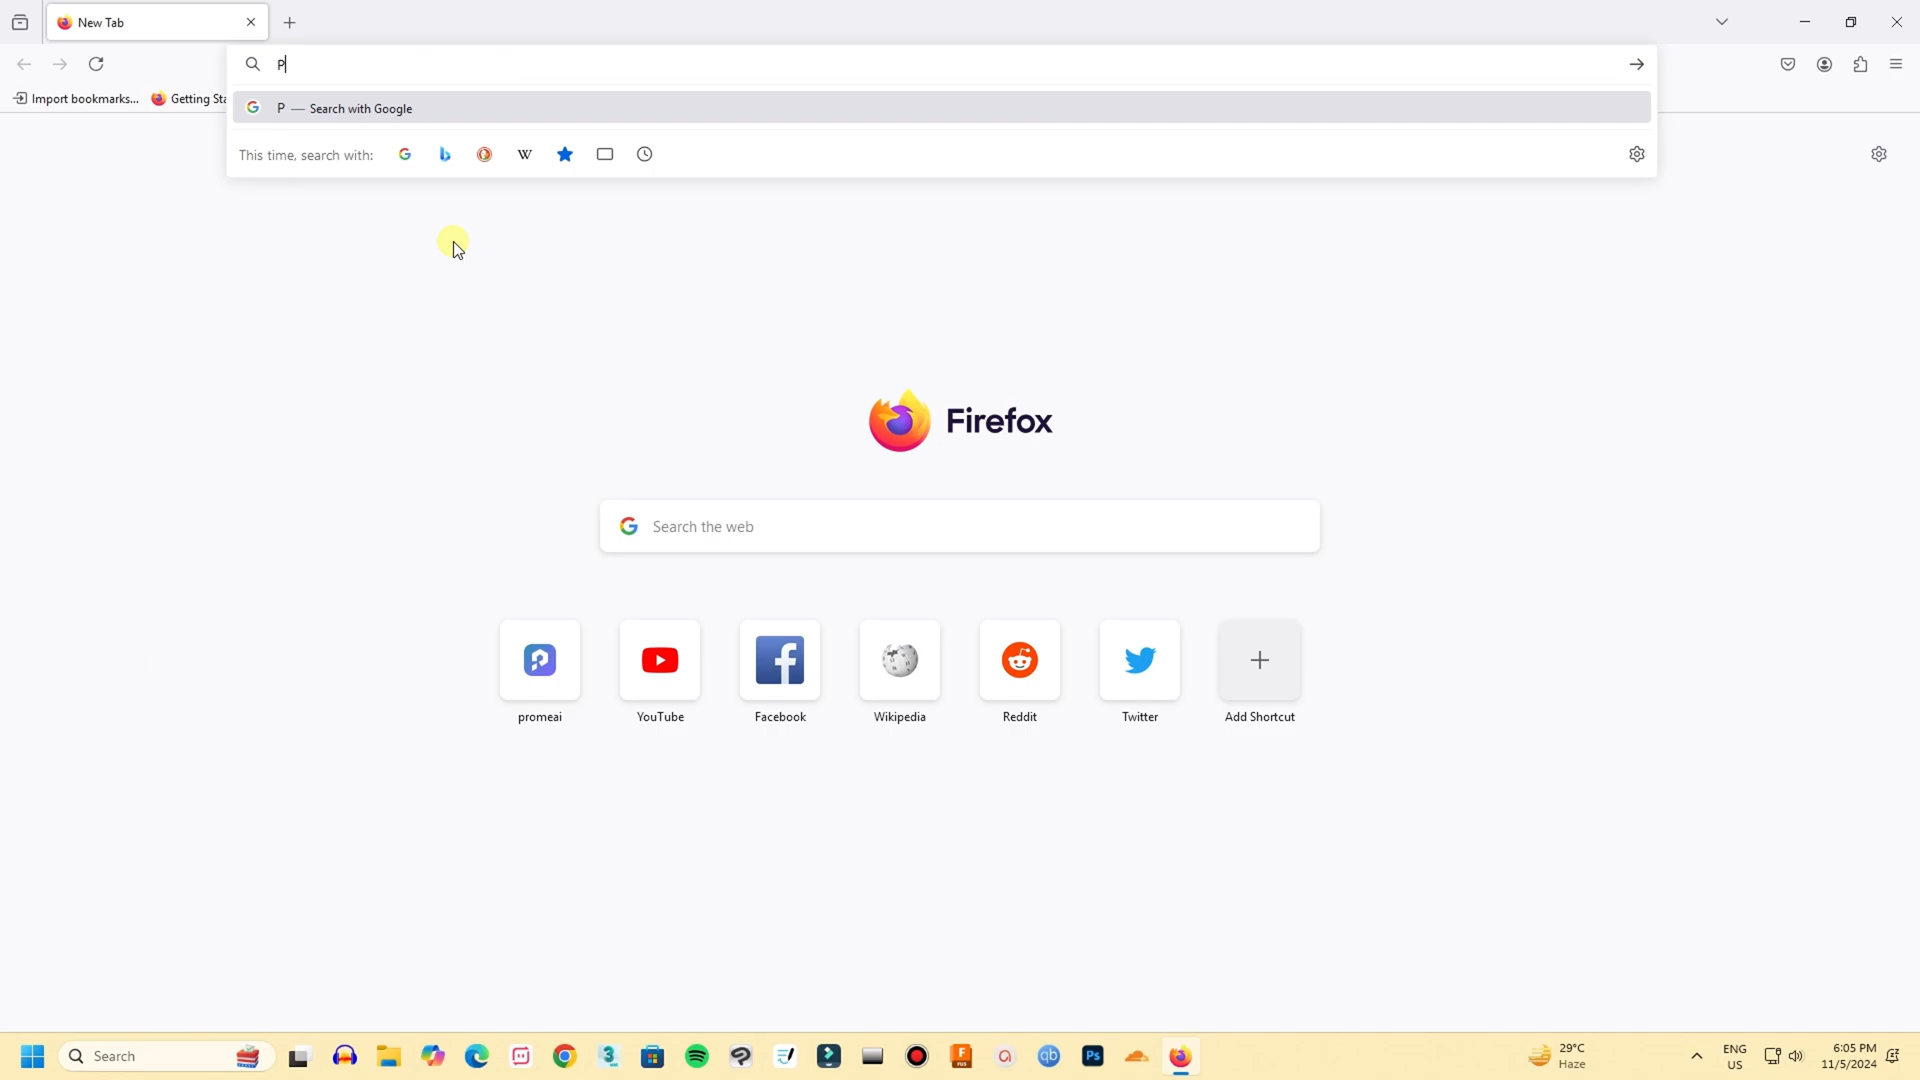 New Tab
P
P — Search with Google
Import bookmarks...
Getting Sta
This time, search with:
Firefox
Search the web
promeai
YouTube
Facebook
Wikipedia
Reddit
Twitter
Add Shortcut
Search
29°C
Haze
ENG
US
6:05 PM
11/5/2024